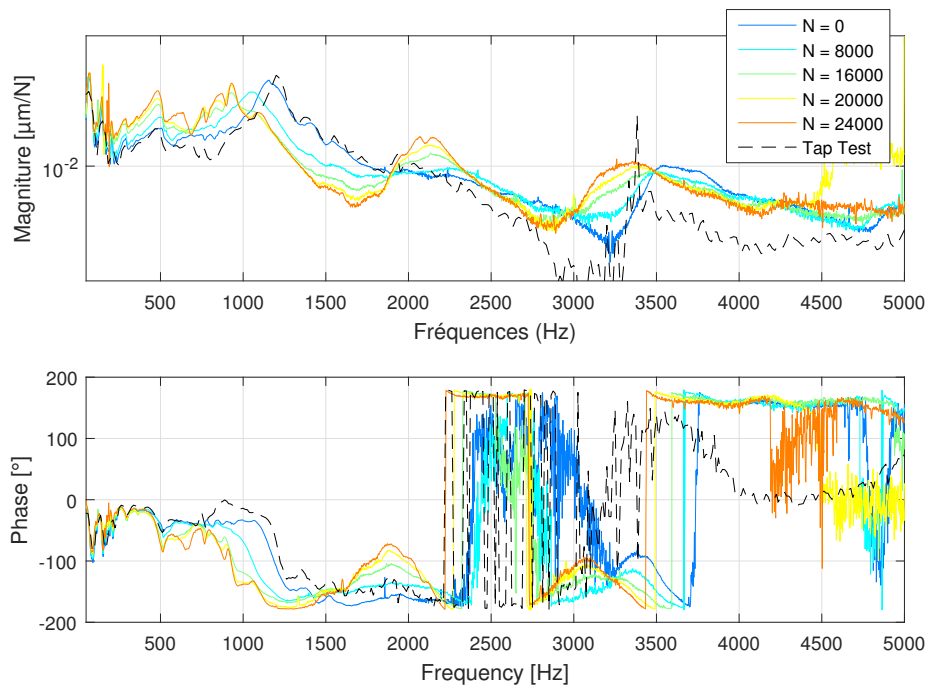 N = 0
N = 8000
N = 16000
N = 20000
N = 24000
Tap Test
Magniture [µm/N]
10-2
500 1000 1500 2000 2500 3000 3500 4000 4500 5000
Fréquences (Hz)
Phase [°]
200
100
0
-100
-200
500 1000 1500 2000 2500 3000 3500 4000 4500 5000
Frequency [Hz]